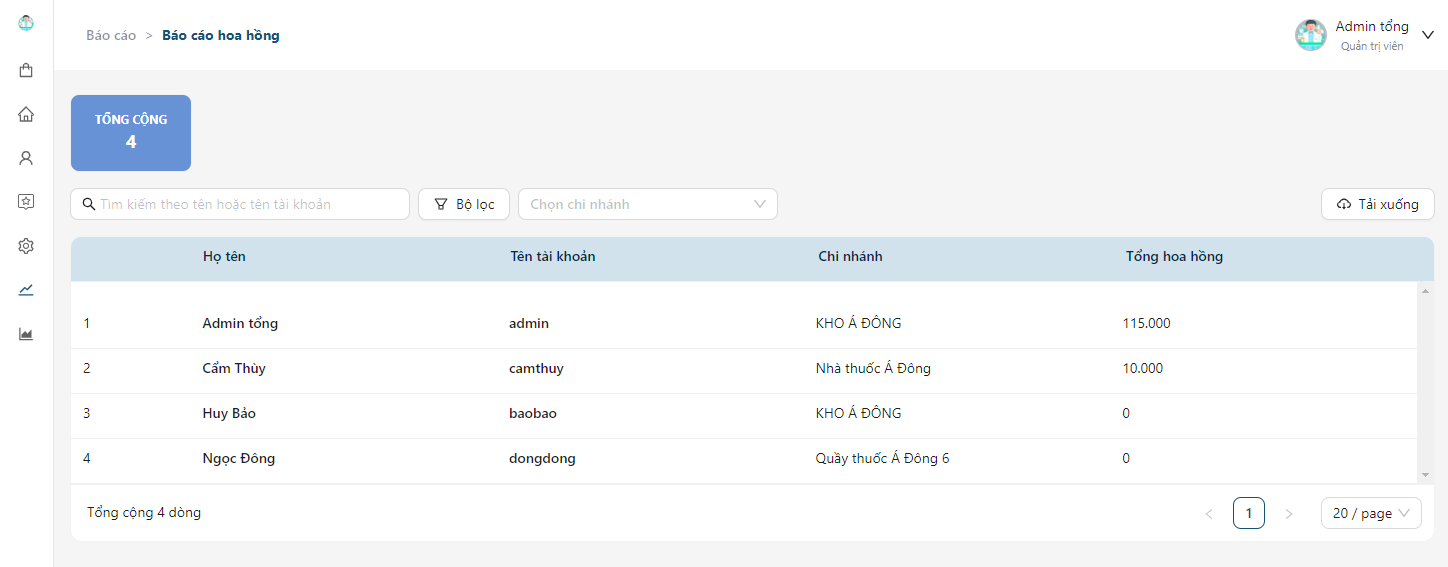 Báo cáo > Báo cáo hoa hồng
Admin tổng
Quản trị viên
TỔNG CỘNG
4
Tìm kiếm theo tên hoặc tên tài khoản
Bộ lọc
Chọn chi nhánh
Tải xuống
Họ tên Tên tài khoản Chi nhánh Tổng hoa hồng
1 Admin tổng admin KHO Á ĐÔNG 115.000
2 Cẩm Thùy camthuy Nhà thuốc Á Đông 10.000
3 Huy Bảo baobao KHO Á ĐÔNG 0
4 Ngọc Đông dongdong Quầy thuốc Á Đông 6 0
Tổng cộng 4 dòng
< 1 > 20 / page